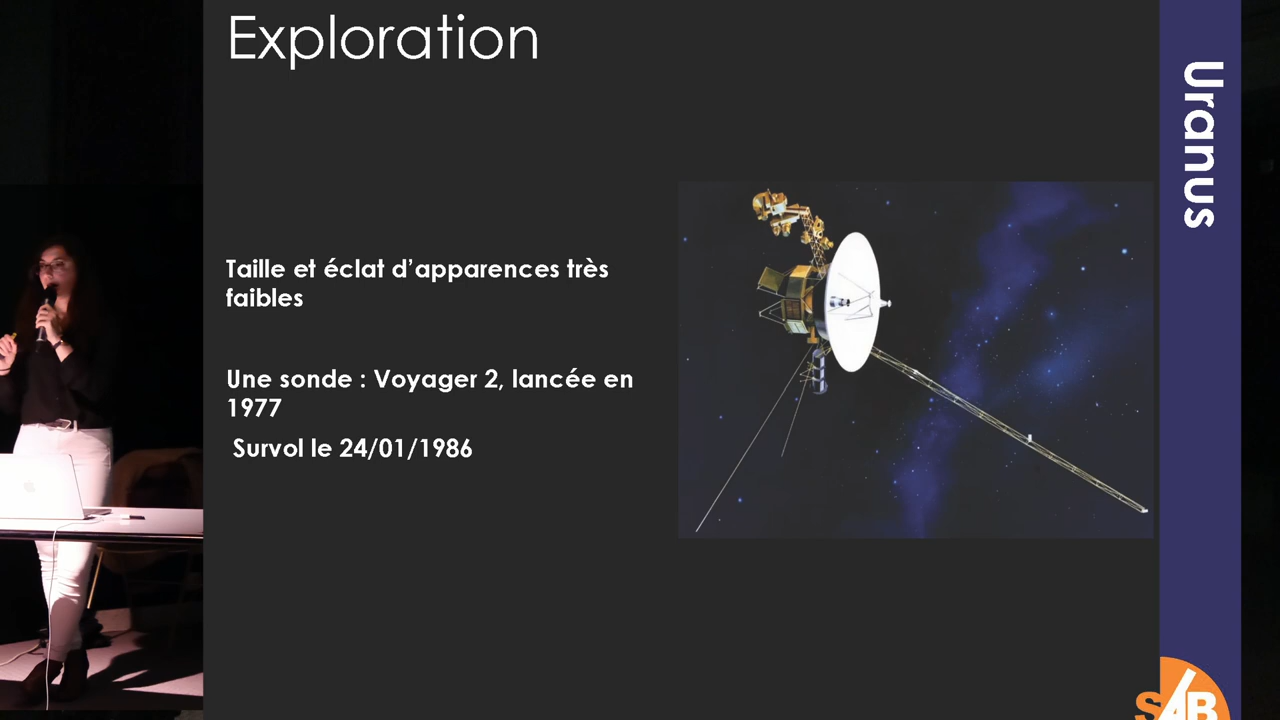 Exploration
Uranus
Taille et éclat d'apparences très
faibles
Une sonde : Voyager 2, lancée en
1977
Survol le 24/01/1986
SAB